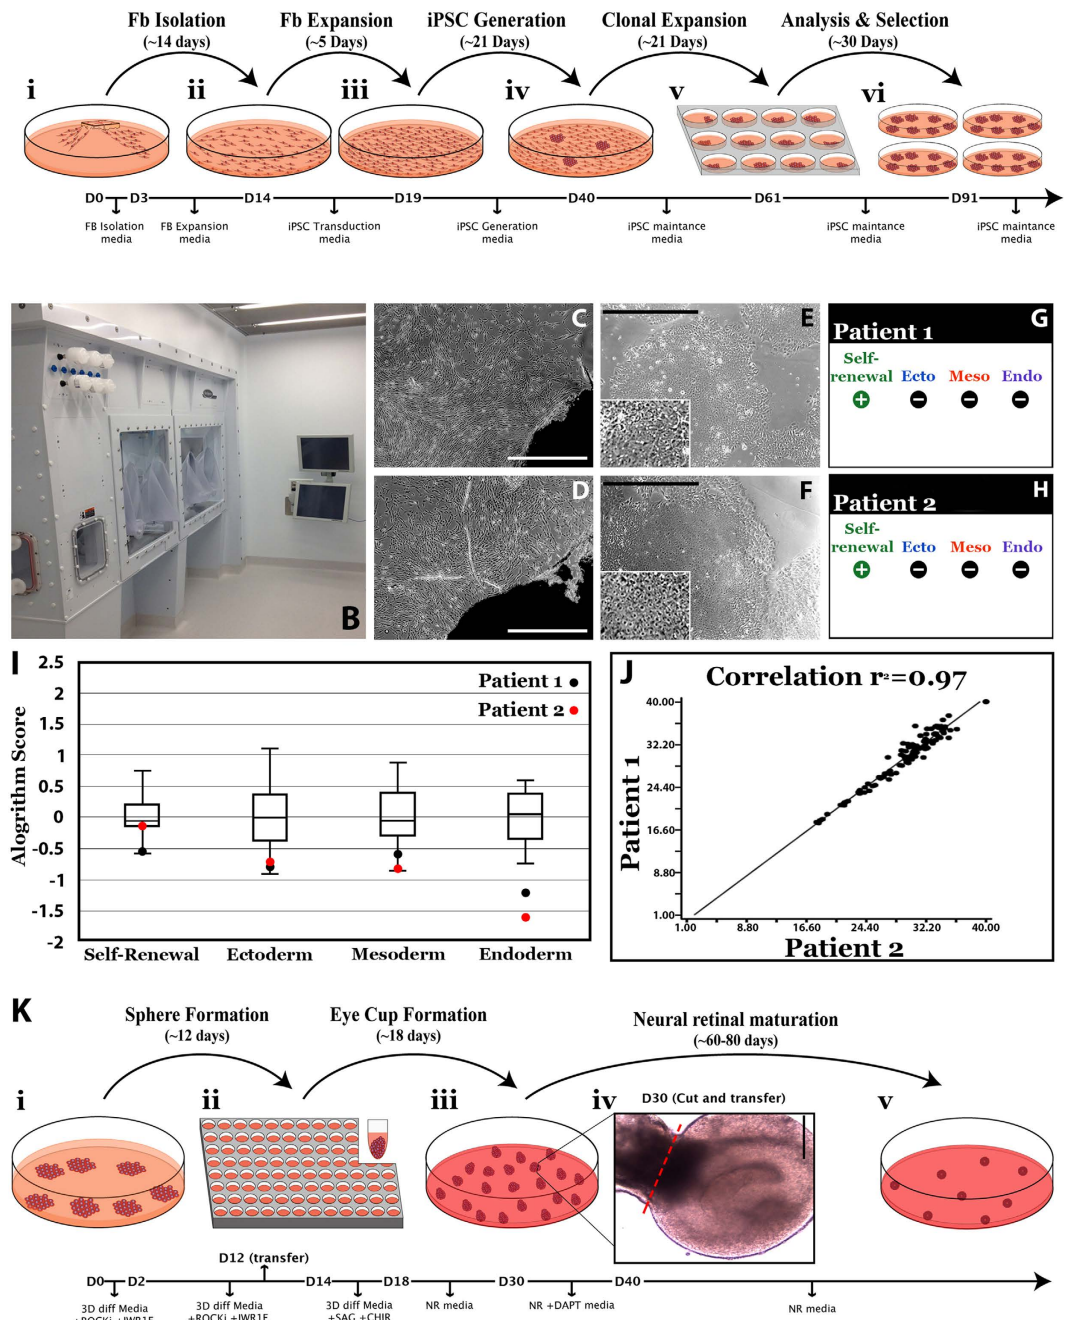 Fb Isolation Fb Expansion iPSC Generation Clonal Expansion Analysis & Selection
(~14 days) (~5 Days) (~21 Days) (~21 Days) (~30 Days)
i ii iii iv v vi
D0 D3 D14 D19 D40 D61 D91
FB Isolation FB Expansion iPSC Transduction iPSC Generation iPSC maintance iPSC maintance iPSC maintance
media media media media media media media
B
C
D
E
F
G
Patient 1
Self-
renewal Ecto Meso Endo
+ − − −
H
Patient 2
Self-
renewal Ecto Meso Endo
+ − − −
I
Alogrithm Score
2.5
2
1.5
1
0.5
0
-0.5
-1
-1.5
-2
Patient 1
Patient 2
Self-Renewal Ectoderm Mesoderm Endoderm
J
Correlation r²=0.97
Patient 1
40.00
32.20
24.40
16.60
8.80
1.00
1.00 8.80 16.60 24.40 32.20 40.00
Patient 2
K
Sphere Formation Eye Cup Formation Neural retinal maturation
(~12 days) (~18 days) (~60-80 days)
i ii iii iv v
D30 (Cut and transfer)
D12 (transfer)
D0 D2 D14 D18 D30 D40
3D diff Media 3D diff Media 3D diff Media NR media NR +DAPT media NR media
+ROCKi +IWR1E +ROCKi +IWR1E +SAG +CHIR